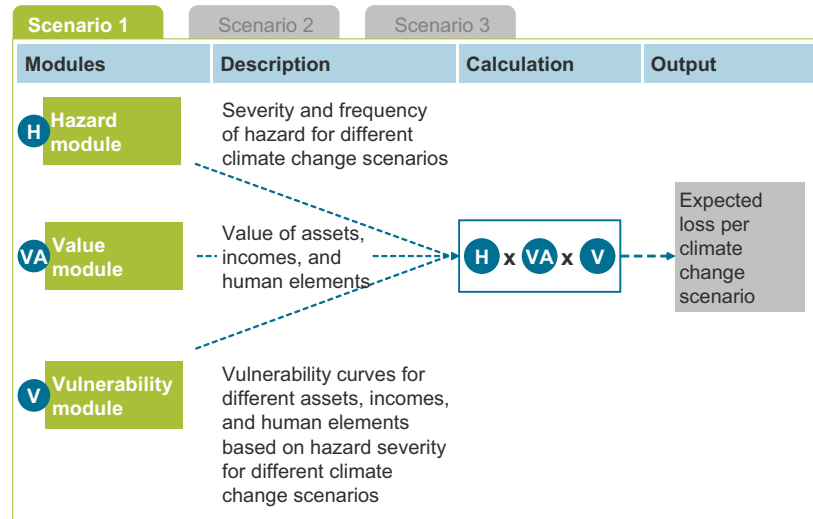 Scenario 1
Scenario 2
Scenario 3
Modules
Description
Calculation
Output
H
Hazard
module
Severity and frequency
of hazard for different
climate change scenarios
VA
Value
module
Value of assets,
incomes, and
human elements
H x VA x V
Expected
loss per
climate
change
scenario
V
Vulnerability
module
Vulnerability curves for
different assets, incomes,
and human elements
based on hazard severity
for different climate
change scenarios